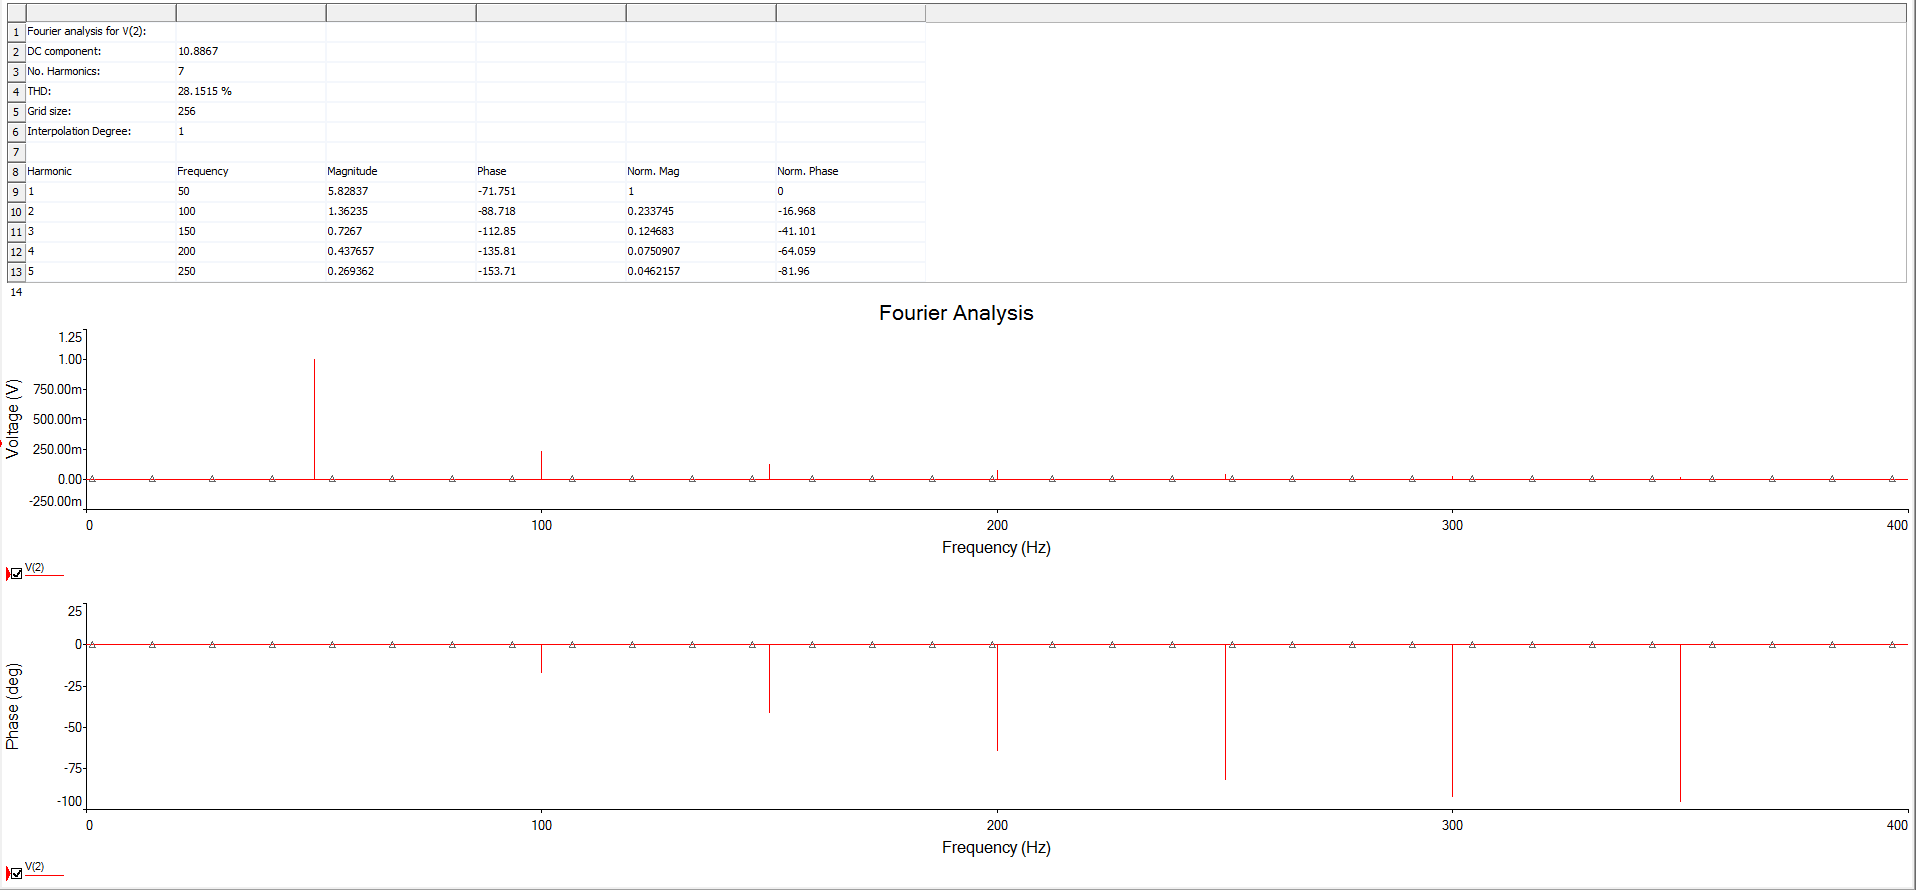 1 Fourier analysis for V(2):
2 DC component: 10.8867
3 No. Harmonics: 7
4 THD: 28.1515 %
5 Grid size: 256
6 Interpolation Degree: 1
7
8 Harmonic Frequency Magnitude Phase Norm. Mag Norm. Phase
9 1 50 5.82837 -71.751 1 0
10 2 100 1.36235 -88.718 0.233745 -16.968
11 3 150 0.7267 -112.85 0.124683 -41.101
12 4 200 0.437657 -135.81 0.0750907 -64.059
13 5 250 0.269362 -153.71 0.0462157 -81.96
14
Fourier Analysis
Voltage (V)
1.25
1.00
750.00m
500.00m
250.00m
0.00
-250.00m
0 100 200 300 400
Frequency (Hz)
V(2)
Phase (deg)
25
0
-25
-50
-75
-100
0 100 200 300 400
Frequency (Hz)
V(2)